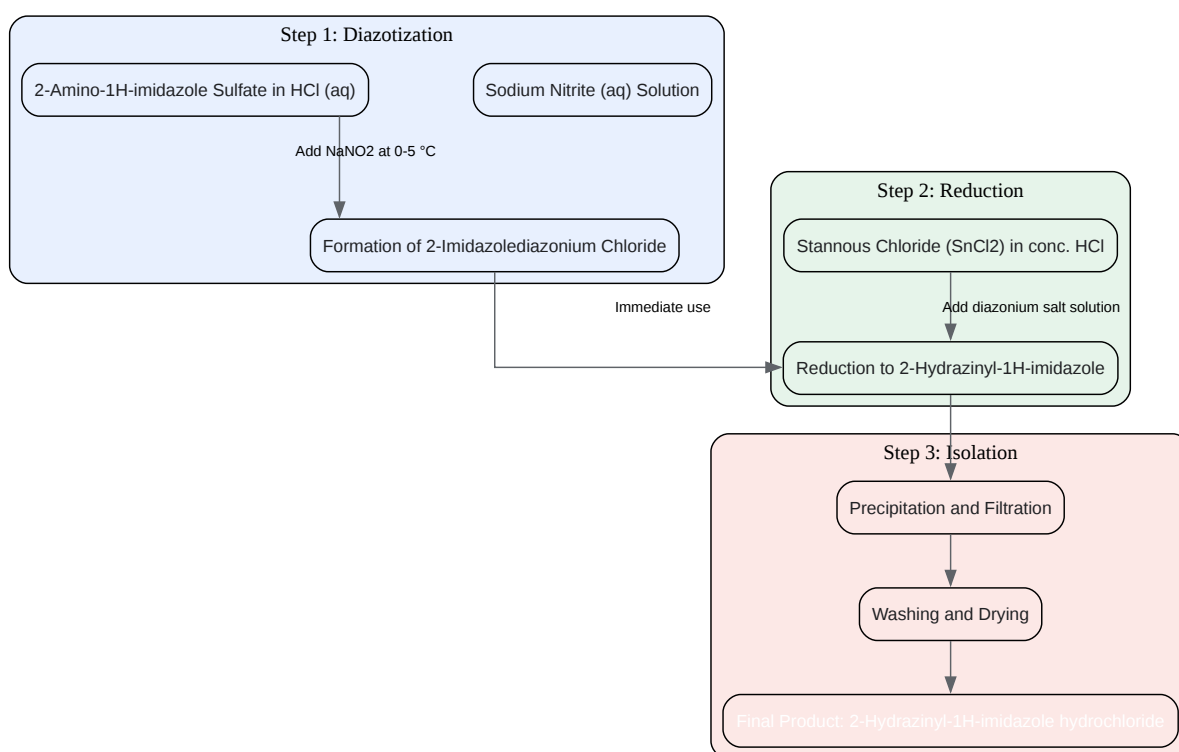 Step 1: Diazotization
2-Amino-1H-imidazole Sulfate in HCl (aq)
Sodium Nitrite (aq) Solution
Add NaNO2 at 0-5 °C
Formation of 2-Imidazolediazonium Chloride
Immediate use
Step 2: Reduction
Stannous Chloride (SnCl2) in conc. HCl
Add diazonium salt solution
Reduction to 2-Hydrazinyl-1H-imidazole
Step 3: Isolation
Precipitation and Filtration
Washing and Drying
Final Product: 2-Hydrazinyl-1H-imidazole hydrochloride